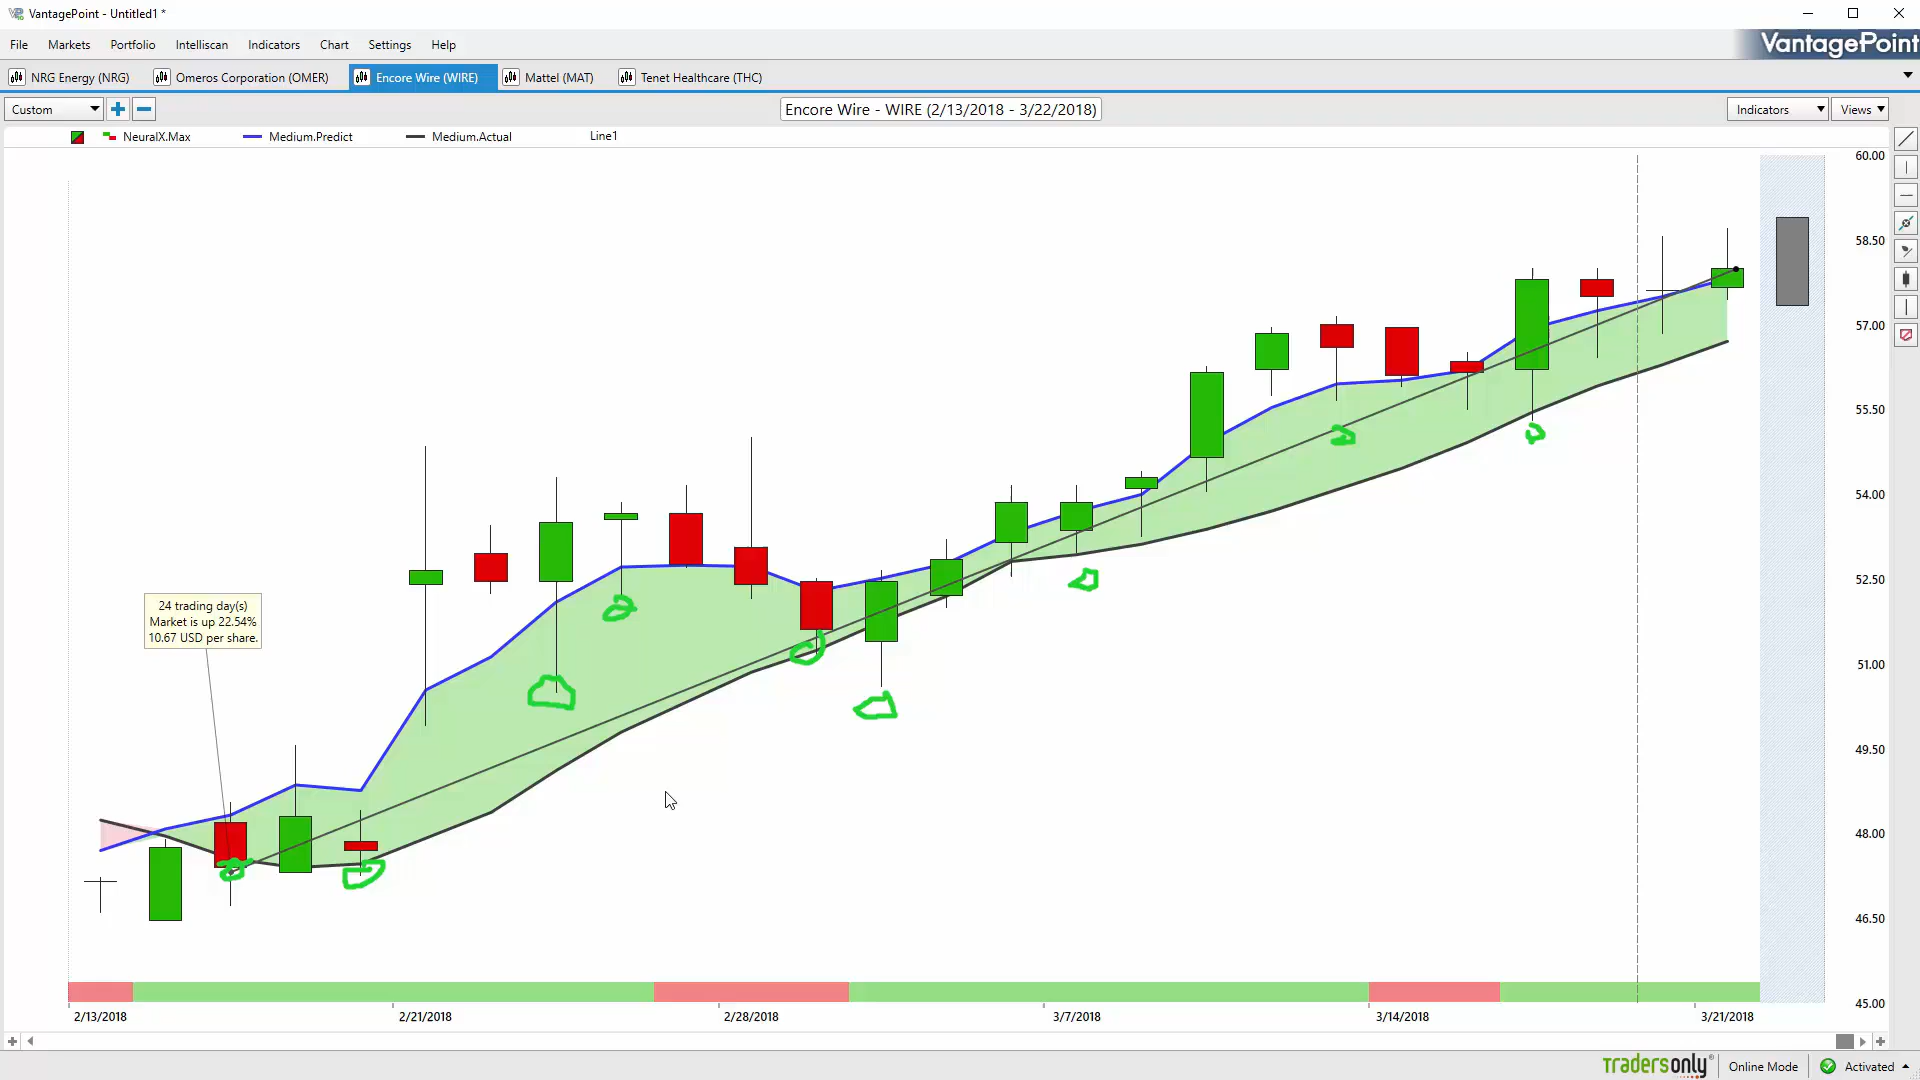 VantagePoint - Untitled1 *
File Markets Portfolio Intelliscan Indicators Chart Settings Help
VantagePoint
NRG Energy (NRG) Omeros Corporation (OMER) Encore Wire (WIRE) Mattel (MAT) Tenet Healthcare (THC)
Custom Encore Wire - WIRE (2/13/2018 - 3/22/2018) Indicators Views
NeuralX.Max Medium.Predict Medium.Actual Line1
60.00
58.50
57.00
55.50
54.00
52.50
24 trading day(s)
Market is up 22.54%
10.67 USD per share.
51.00
49.50
48.00
46.50
45.00
2/13/2018 2/21/2018 2/28/2018 3/7/2018 3/14/2018 3/21/2018
tradersonly Online Mode Activated